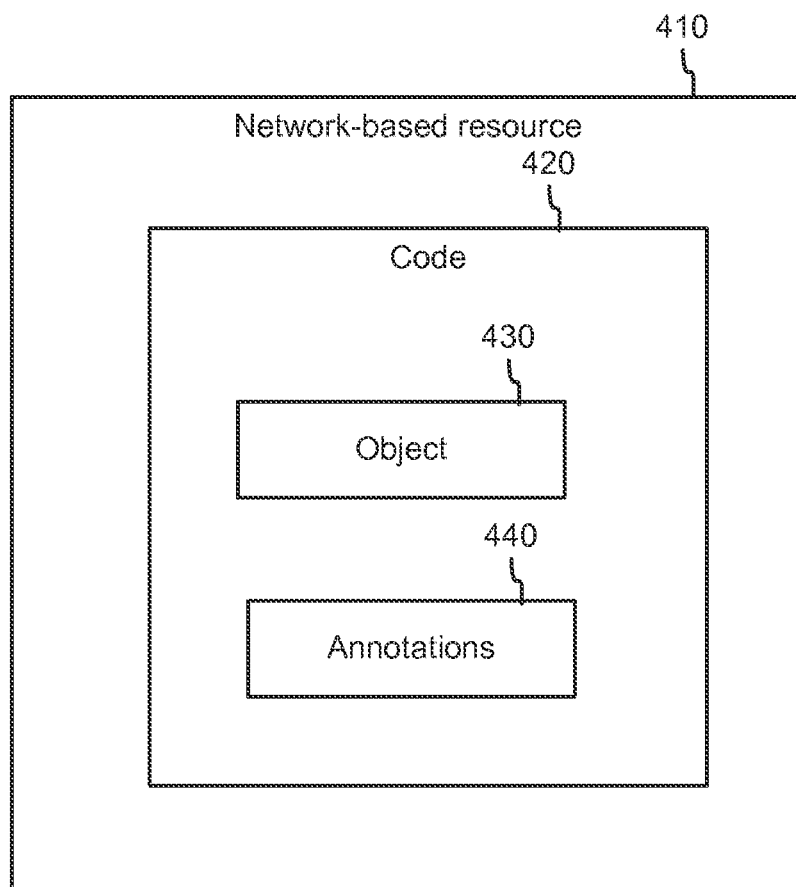 410
Network-based resource
420
Code
430
Object
440
Annotations